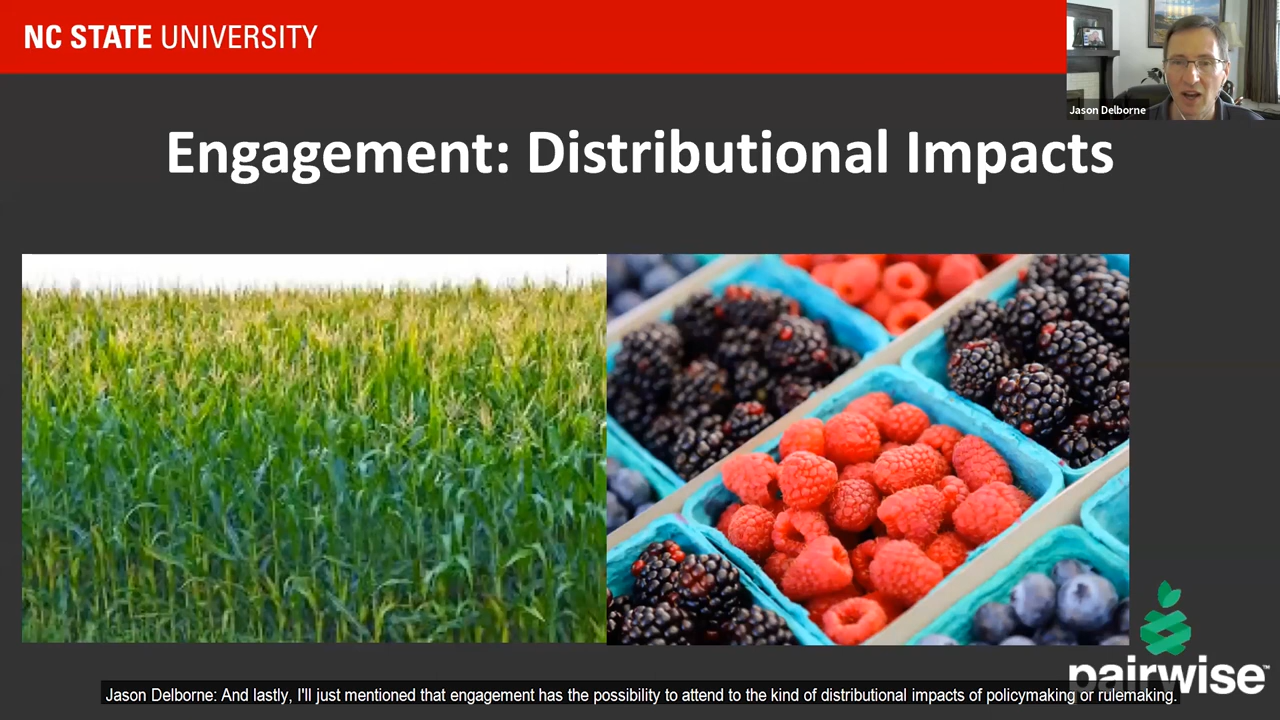 NC STATE UNIVERSITY
Jason Delborne
Engagement: Distributional Impacts
pairwise™
Jason Delborne: And lastly, I'll just mentioned that engagement has the possibility to attend to the kind of distributional impacts of policymaking or rulemaking.